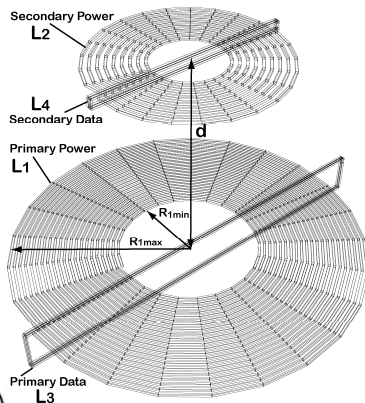 Secondary Power
L2
L4
Secondary Data
d
Primary Power
L1
R1min
R1max
Primary Data
L3